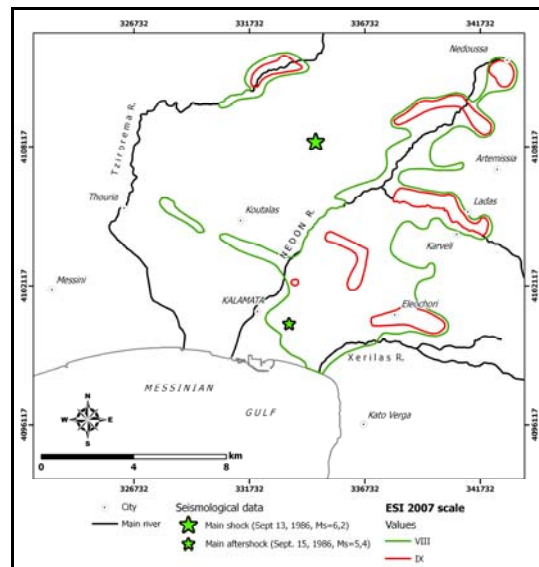 326732 331732 336732 341732
Nedoussa
4108117 4108117
Tzirorema R.
Artemissia
Thouria
Koutalas
Ladas
NEDON R.
Karveli
4102117 4102117
Messini
KALAMATA
Eleochori
Xerilas R.
MESSINIAN
GULF
Kato Verga
4096117 4096117
N
W E
S
km
0 4 8
326732 331732 336732 341732
City
Main river
Seismological data
Main shock (Sept 13, 1986, Ms=6,2)
Main aftershock (Sept. 15, 1986, Ms=5,4)
ESI 2007 scale
Values
VIII
IX